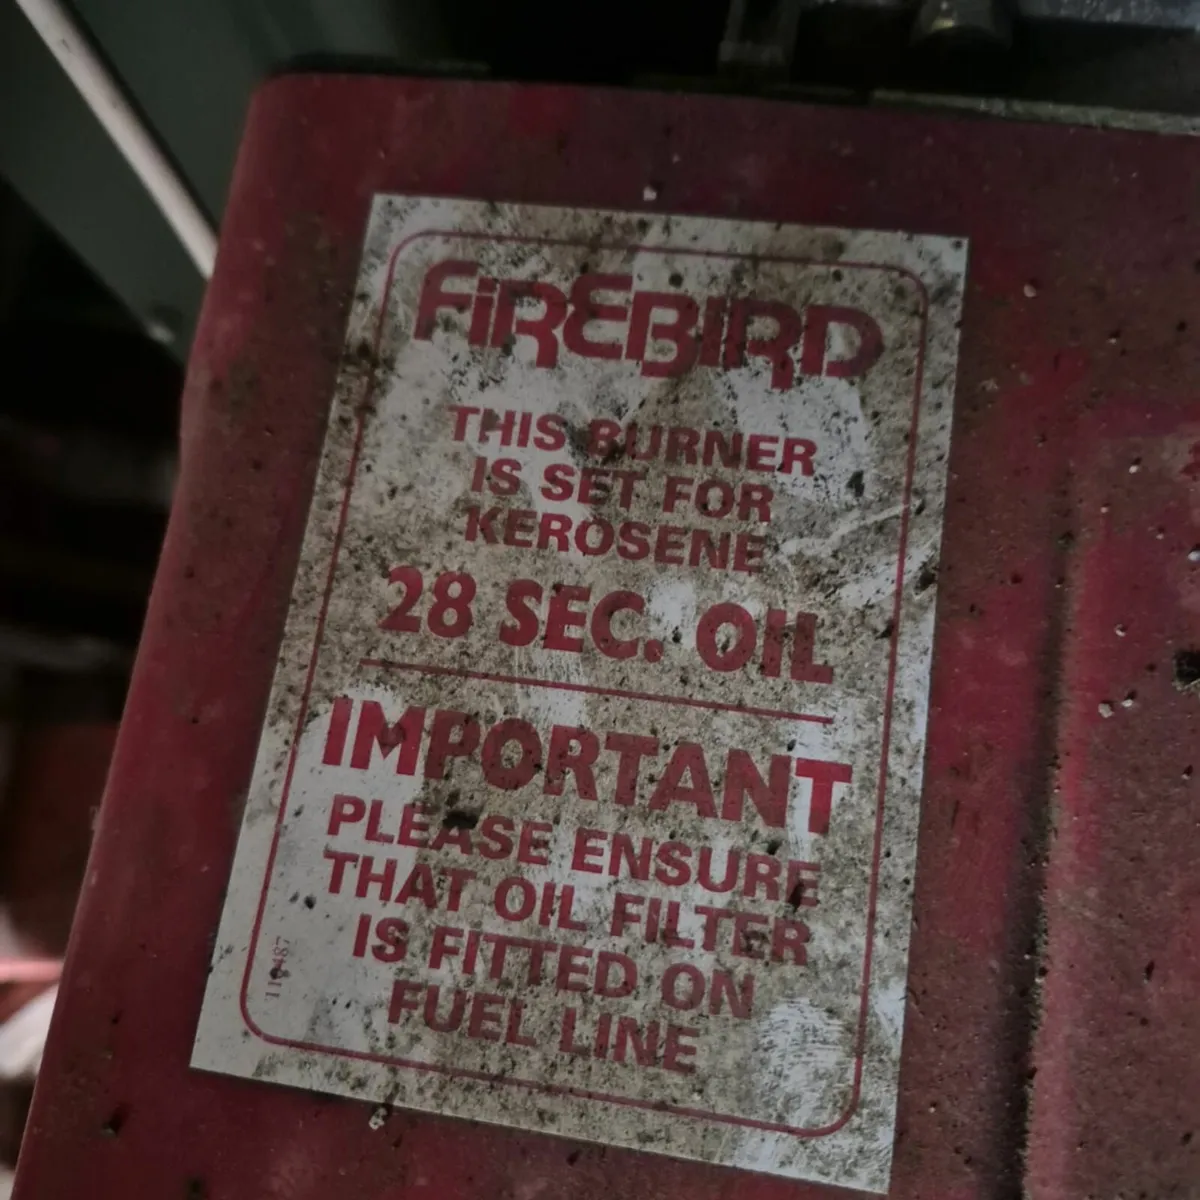 FiREBIRD
THIS BURNER
IS SET FOR
KEROSENE
28 SEC. OIL
IMPORTANT
PLEASE ENSURE
THAT OIL FILTER
IS FITTED ON
FUEL LINE